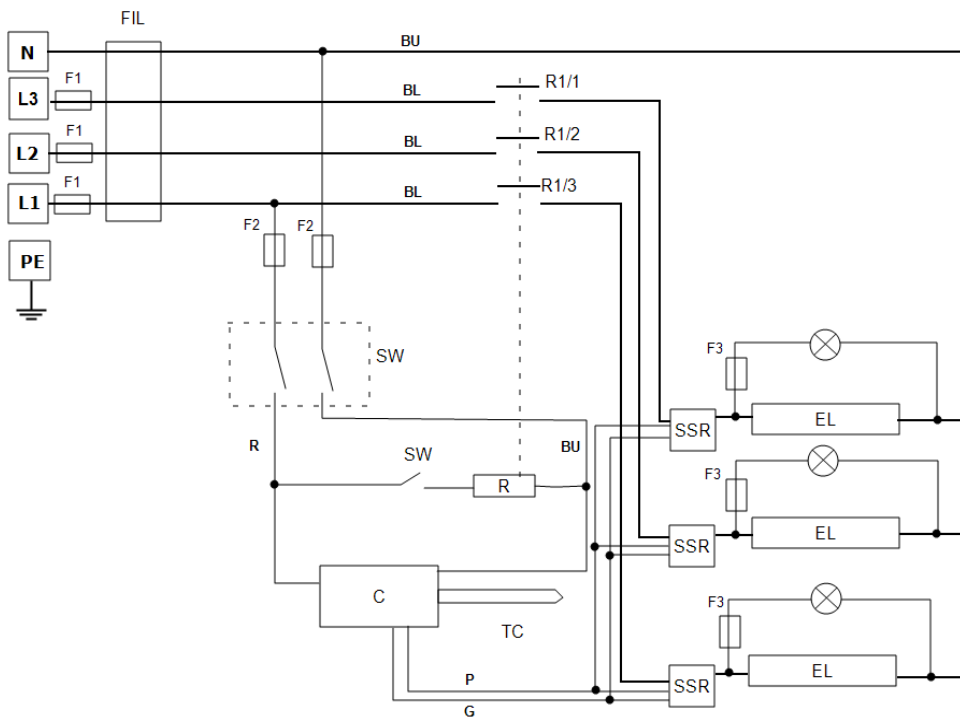 FIL
N BU
F1 R1/1
L3 BL
F1 R1/2
L2 BL
F1 R1/3
L1 BL
F2 F2
PE
SW
F3
EL
SSR
R SW BU
F3
R
EL
SSR
C
F3
TC
EL
P SSR
G